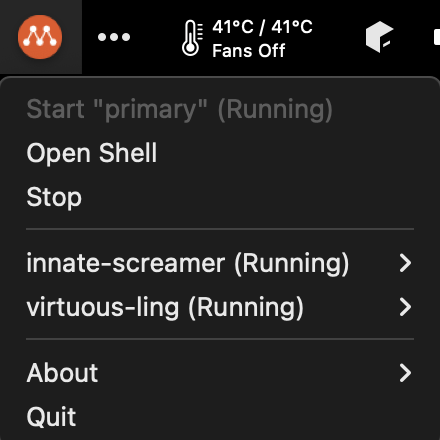 41°C / 41°C
Fans Off
Start "primary" (Running)
Open Shell
Stop
innate-screamer (Running)
virtuous-ling (Running)
About
Quit